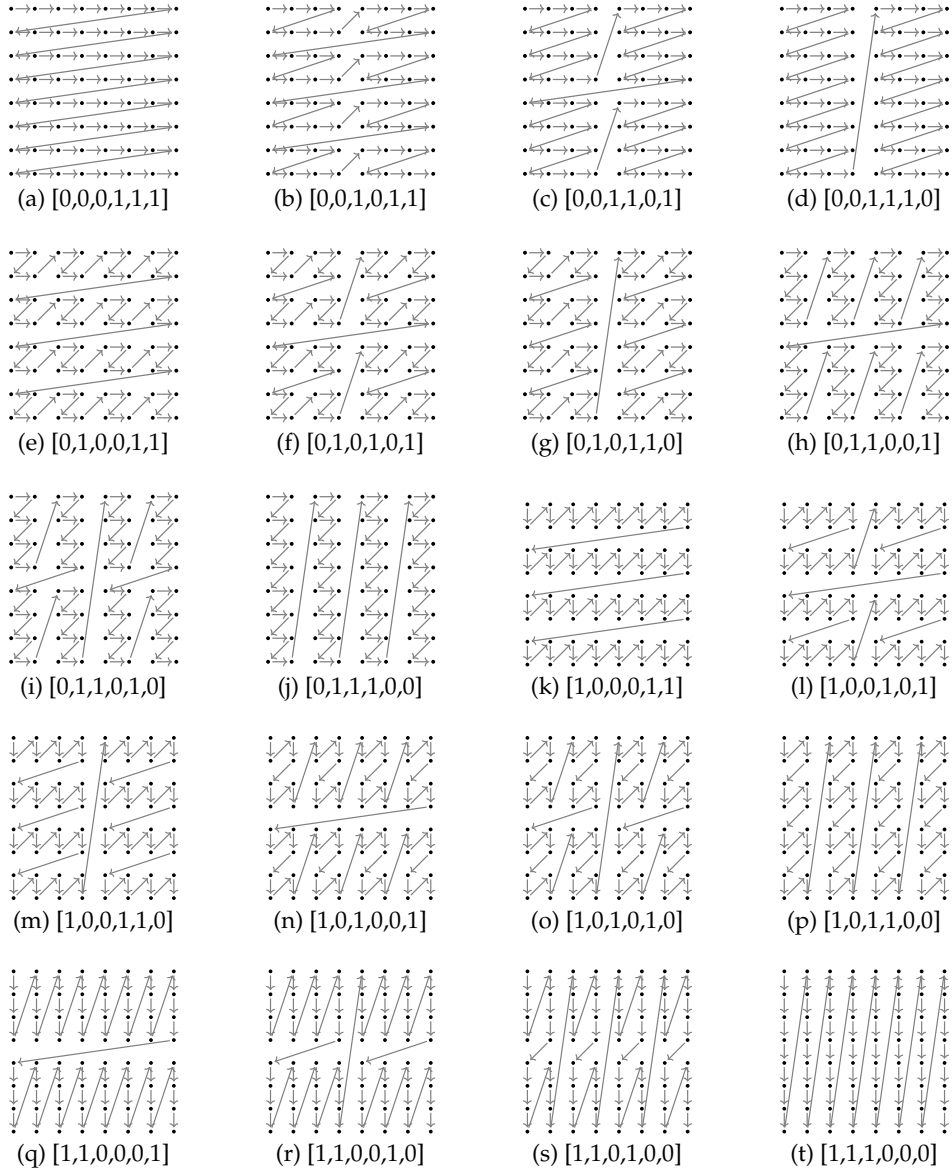 (a) [0,0,0,1,1,1] (b) [0,0,1,0,1,1] (c) [0,0,1,1,0,1] (d) [0,0,1,1,1,0]
(e) [0,1,0,0,1,1] (f) [0,1,0,1,0,1] (g) [0,1,0,1,1,0] (h) [0,1,1,0,0,1]
(i) [0,1,1,0,1,0] (j) [0,1,1,1,0,0] (k) [1,0,0,0,1,1] (l) [1,0,0,1,0,1]
(m) [1,0,0,1,1,0] (n) [1,0,1,0,0,1] (o) [1,0,1,0,1,0] (p) [1,0,1,1,0,0]
(q) [1,1,0,0,0,1] (r) [1,1,0,0,1,0] (s) [1,1,0,1,0,0] (t) [1,1,1,0,0,0]